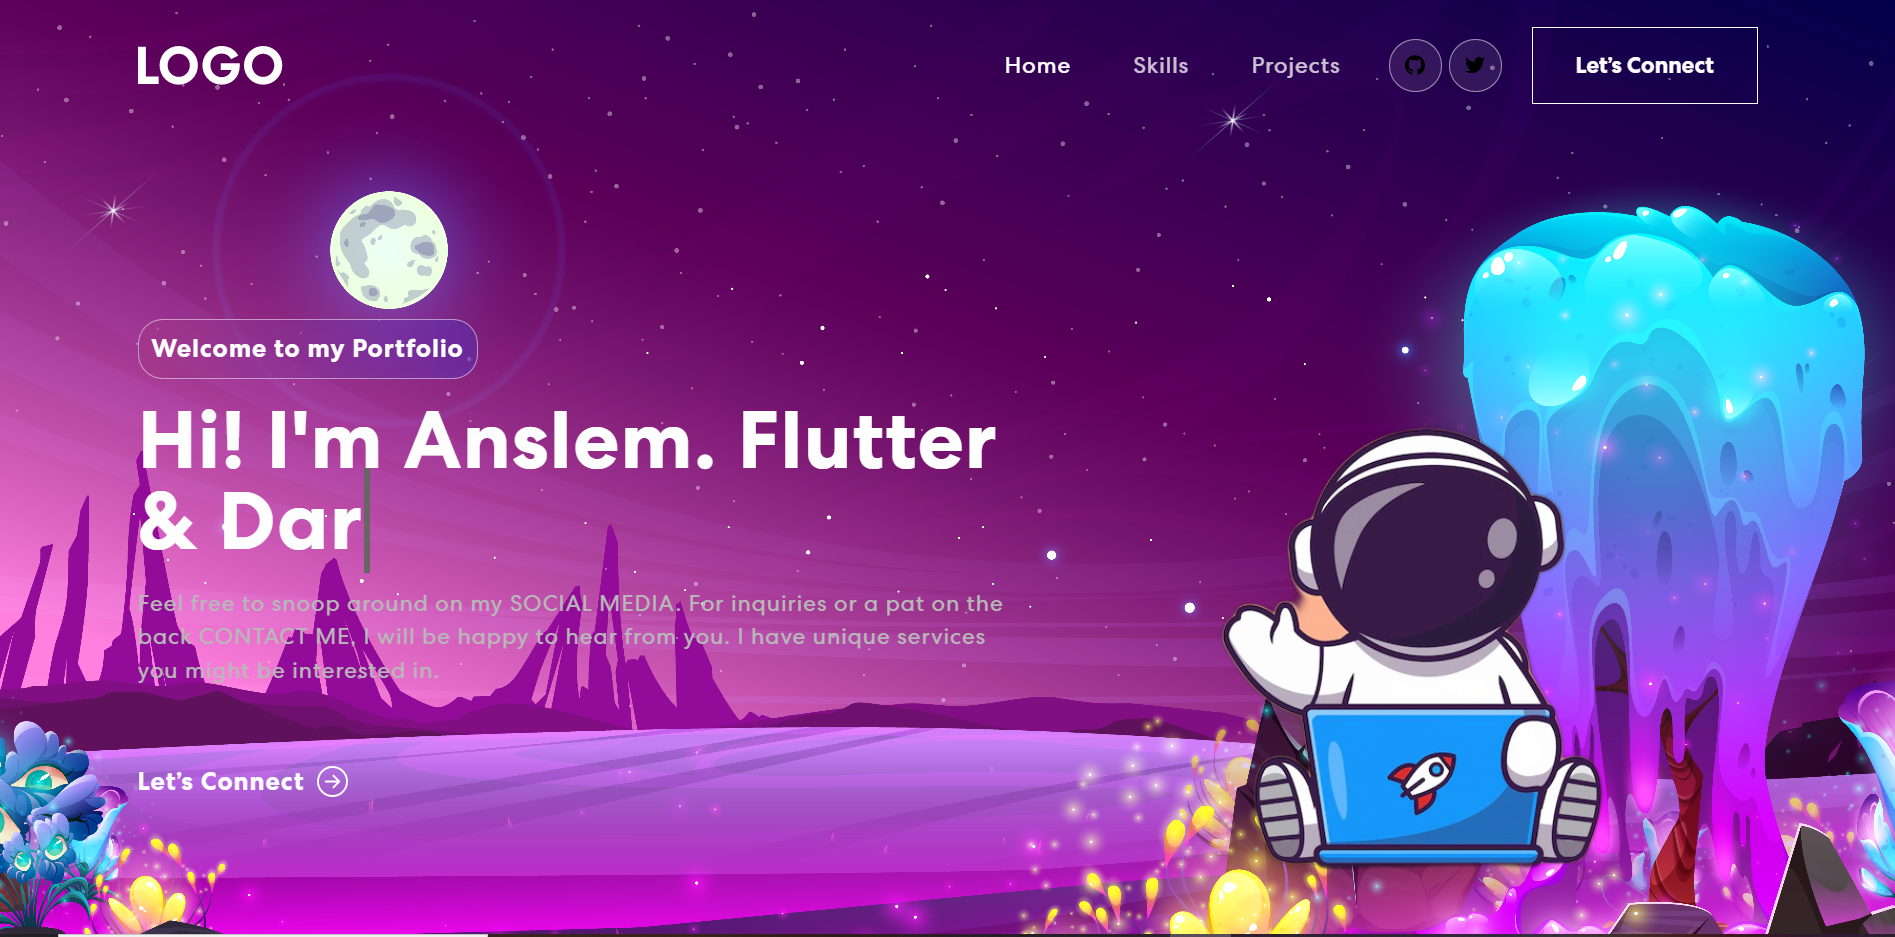 LOGO
Home Skills Projects Let's Connect
Welcome to my Portfolio
Hi! I'm Anslem. Flutter
& Dar
Feel free to snoop around on my SOCIAL MEDIA. For inquiries or a pat on the
back CONTACT ME. I will be happy to hear from you. I have unique services
you might be interested in.
Let’s Connect